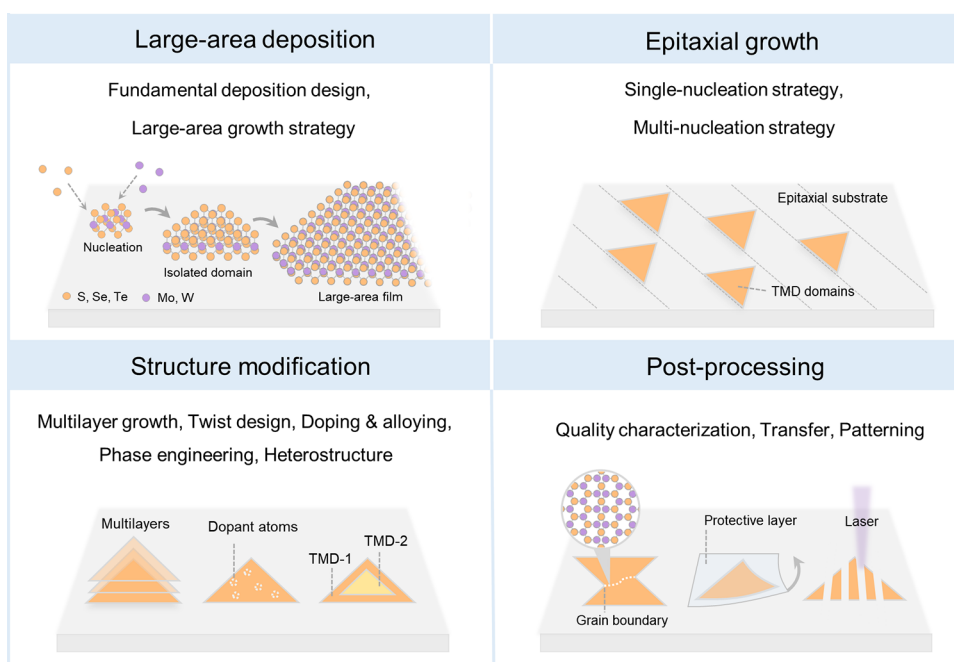 Large-area deposition
Fundamental deposition design,
Large-area growth strategy
Nucleation
Isolated domain
Large-area film
S, Se, Te
Mo, W
Epitaxial growth
Single-nucleation strategy,
Multi-nucleation strategy
Epitaxial substrate
TMD domains
Structure modification
Multilayer growth, Twist design, Doping & alloying,
Phase engineering, Heterostructure
Multilayers
Dopant atoms
TMD-1
TMD-2
Post-processing
Quality characterization, Transfer, Patterning
Protective layer
Laser
Grain boundary